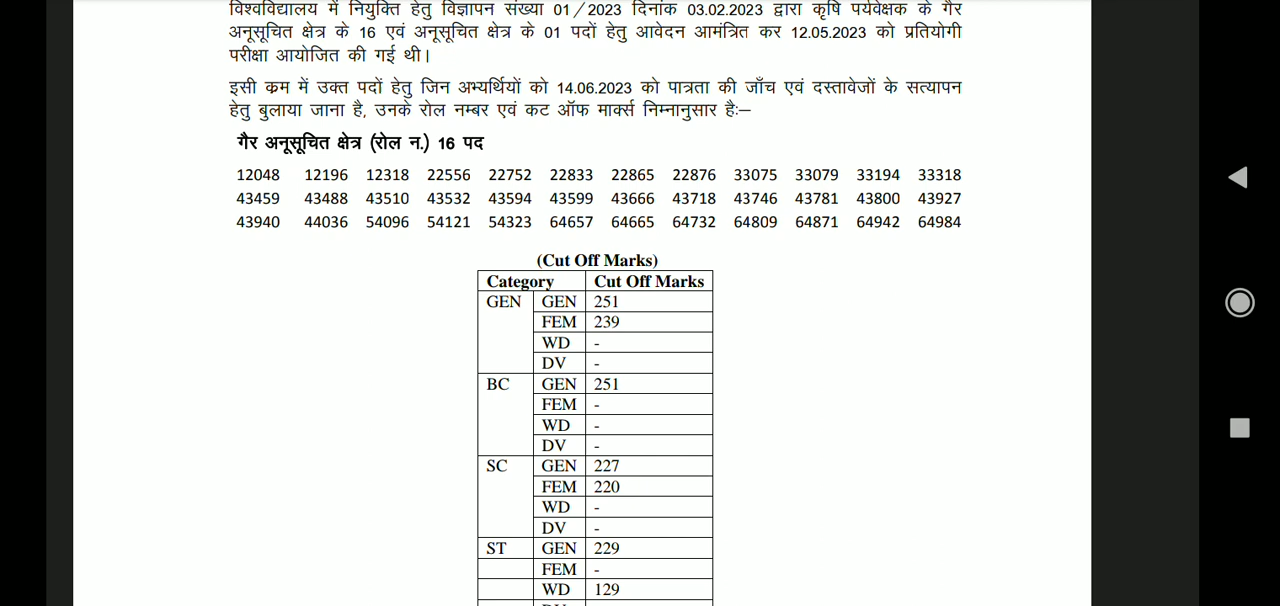 विश्वविद्यालय में नियुक्ति हेतु विज्ञापन संख्या 01/2023 दिनांक 03.02.2023 द्वारा कृषि पर्यवेक्षक के गैर
अनूसूचित क्षेत्र के 16 एवं अनूसूचित क्षेत्र के 01 पदों हेतु आवेदन आमंत्रित कर 12.05.2023 को प्रतियोगी
परीक्षा आयोजित की गई थी।
इसी क्रम में उक्त पदों हेतु जिन अभ्यर्थियों को 14.06.2023 को पात्रता की जाँच एवं दस्तावेजों के सत्यापन
हेतु बुलाया जाना है, उनके रोल नम्बर एवं कट ऑफ मार्क्स निम्नानुसार है:–
गैर अनूसूचित क्षेत्र (रोल न.) 16 पद
12048 12196 12318 22556 22752 22833 22865 22876 33075 33079 33194 33318
43459 43488 43510 43532 43594 43599 43666 43718 43746 43781 43800 43927
43940 44036 54096 54121 54323 64657 64665 64732 64809 64871 64942 64984
(Cut Off Marks)
Category Cut Off Marks
GEN GEN 251
FEM 239
WD -
DV -
BC GEN 251
FEM -
WD -
DV -
SC GEN 227
FEM 220
WD -
DV -
ST GEN 229
FEM -
WD 129